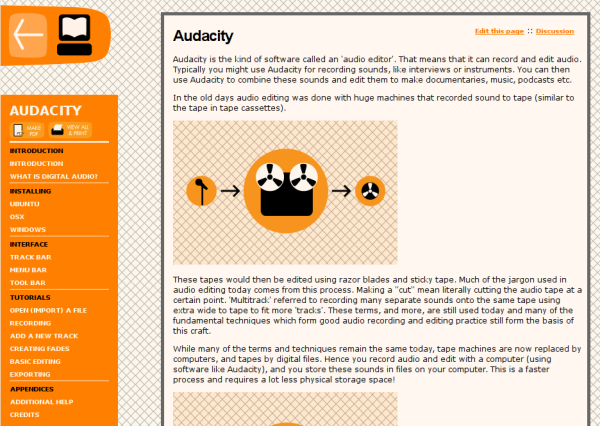 AUDACITY
MAKE PDF
VIEW ALL & PRINT
INTRODUCTION
INTRODUCTION
WHAT IS DIGITAL AUDIO?
INSTALLING
UBUNTU
OSX
WINDOWS
INTERFACE
TRACK BAR
MENU BAR
TOOL BAR
TUTORIALS
OPEN (IMPORT) A FILE
RECORDING
ADD A NEW TRACK
CREATING FADES
BASIC EDITING
EXPORTING
APPENDICES
ADDITIONAL HELP
CREDITS
Audacity
Edit this page :: Discussion
Audacity is the kind of software called an 'audio editor'. That means that it can record and edit audio.
Typically you might use Audacity for recording sounds, like interviews or instruments. You can then
use Audacity to combine these sounds and edit them to make documentaries, music, podcasts etc.
In the old days audio editing was done with huge machines that recorded sound to tape (similar to
the tape in tape cassettes).
These tapes would then be edited using razor blades and sticky tape. Much of the jargon used in
audio editing today comes from this process. Making a "cut" mean literally cutting the audio tape at a
certain point. 'Multitrack' referred to recording many separate sounds onto the same tape using
extra wide to tape to fit more 'tracks'. These terms, and more, are still used today and many of the
fundamental techniques which form good audio recording and editing practice still form the basis of
this craft.
While many of the terms and techniques remain the same today, tape machines are now replaced by
computers, and tapes by digital files. Hence you record audio and edit with a computer (using
software like Audacity), and you store these sounds in files on your computer. This is a faster
process and requires a lot less physical storage space!